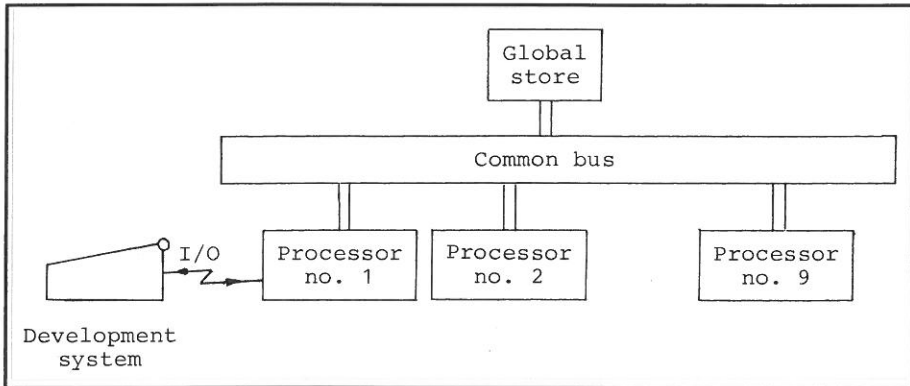 Global
store
Common bus
I/O
Processor
no. 1
Processor
no. 2
Processor
no. 9
Development
system